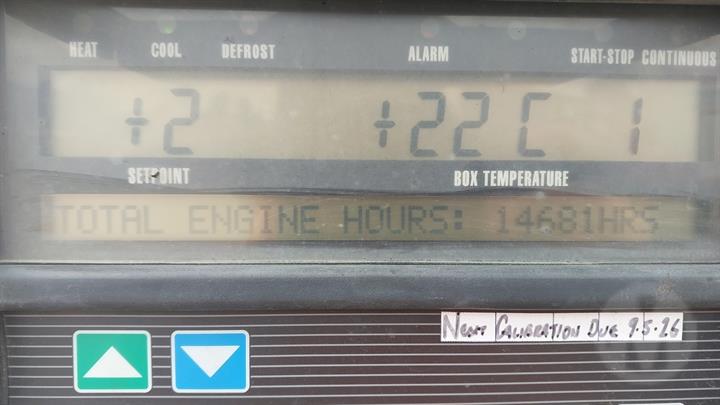 HEAT COOL DEFROST ALARM START-STOP CONTINUOUS
+2 +22C 1
SETPOINT BOX TEMPERATURE
TOTAL ENGINE HOURS: 14681HRS
NEXT CALIBRATION DUE 9.5.26